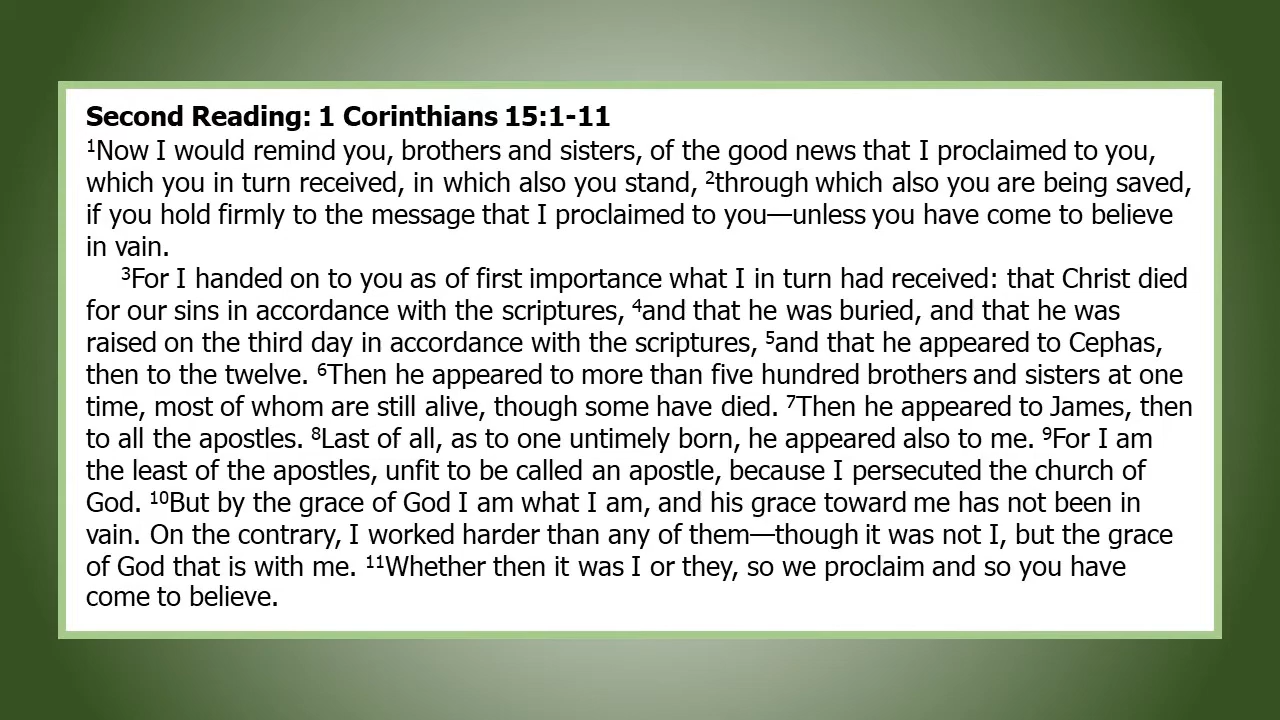 Second Reading: 1 Corinthians 15:1-11
¹Now I would remind you, brothers and sisters, of the good news that I proclaimed to you,
which you in turn received, in which also you stand, ²through which also you are being saved,
if you hold firmly to the message that I proclaimed to you—unless you have come to believe
in vain.
³For I handed on to you as of first importance what I in turn had received: that Christ died
for our sins in accordance with the scriptures, ⁴and that he was buried, and that he was
raised on the third day in accordance with the scriptures, ⁵and that he appeared to Cephas,
then to the twelve. ⁶Then he appeared to more than five hundred brothers and sisters at one
time, most of whom are still alive, though some have died. ⁷Then he appeared to James, then
to all the apostles. ⁸Last of all, as to one untimely born, he appeared also to me. ⁹For I am
the least of the apostles, unfit to be called an apostle, because I persecuted the church of
God. ¹⁰But by the grace of God I am what I am, and his grace toward me has not been in
vain. On the contrary, I worked harder than any of them—though it was not I, but the grace
of God that is with me. ¹¹Whether then it was I or they, so we proclaim and so you have
come to believe.